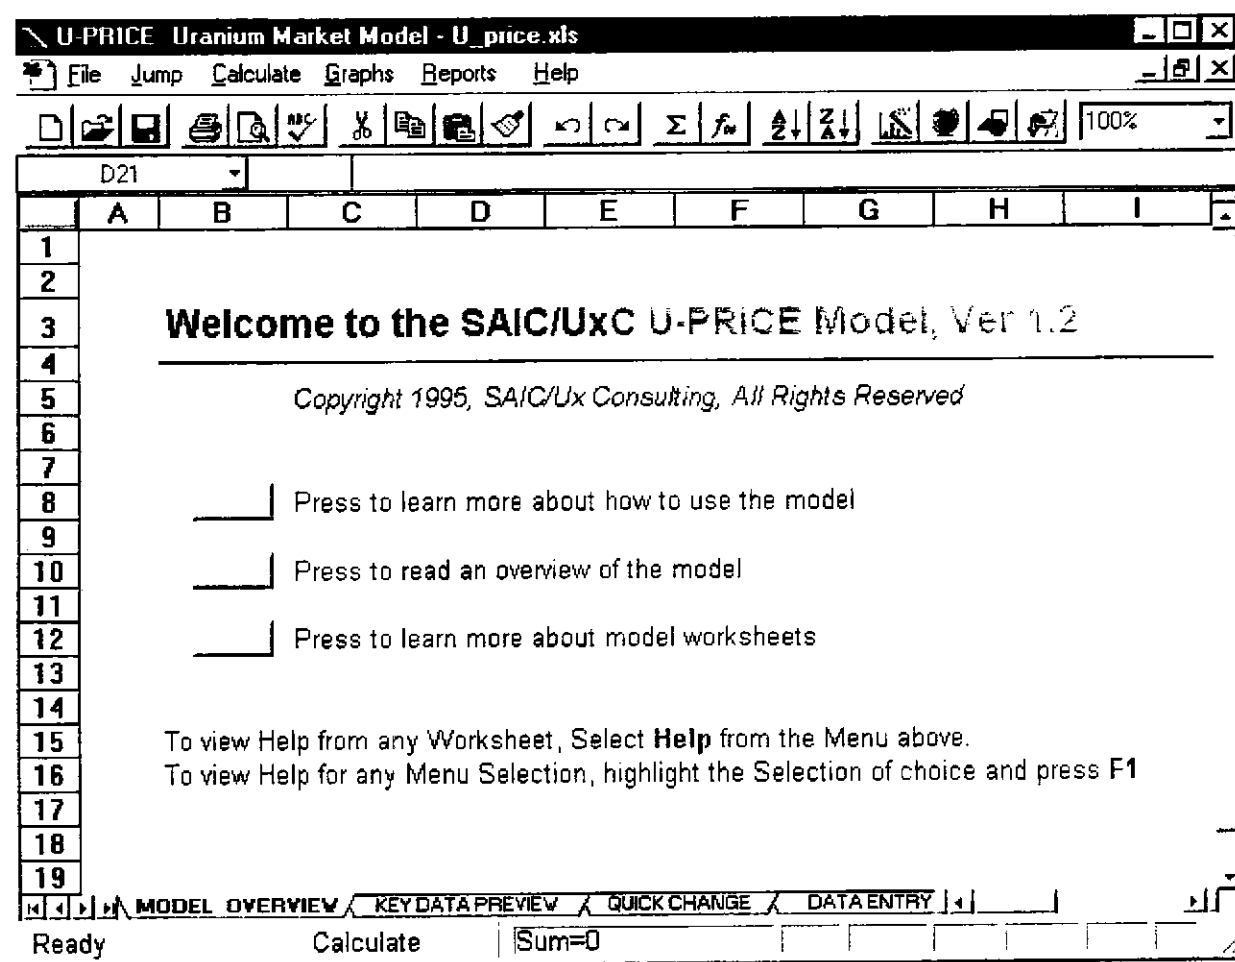 U-PRICE Uranium Market Model - U_price.xls
File Jump Calculate Graphs Reports Help
100%
D21
A B C D E F G H I
1
2
3 Welcome to the SAIC/UxC U-PRICE Model, Ver 1.2
4
5 Copyright 1995, SAIC/Ux Consulting, All Rights Reserved
6
7
8 Press to learn more about how to use the model
9
10 Press to read an overview of the model
11
12 Press to learn more about model worksheets
13
14
15 To view Help from any Worksheet, Select Help from the Menu above.
16 To view Help for any Menu Selection, highlight the Selection of choice and press F1
17
18
19
MODEL OVERVIEW KEY DATA PREVIEW QUICK CHANGE DATA ENTRY
Ready Calculate Sum=0